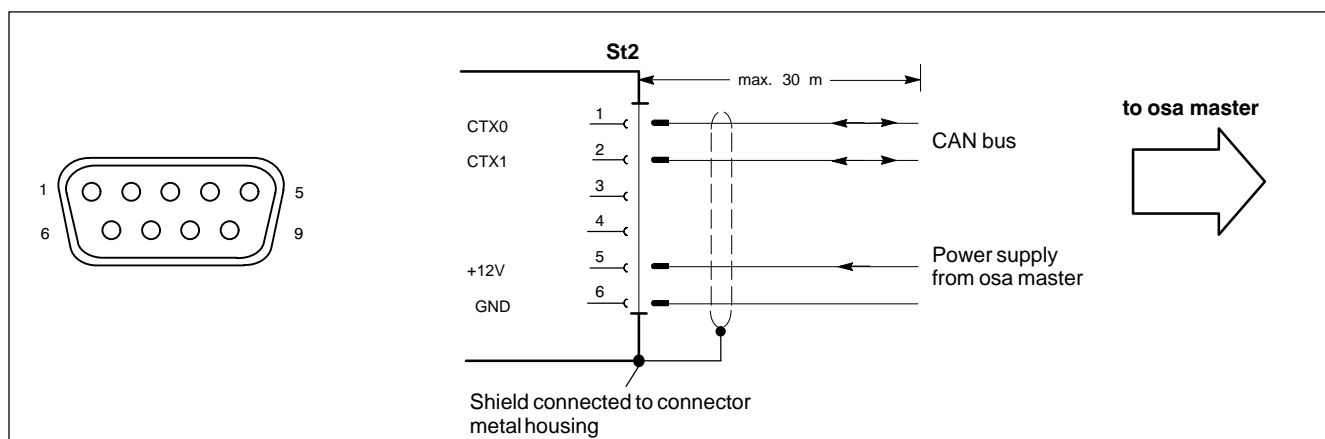 St2
max. 30 m
to osa master
1
CTX0
CAN bus
2
CTX1
1
5
3
6
9
4
5
+12V
Power supply
from osa master
6
GND
Shield connected to connector
metal housing